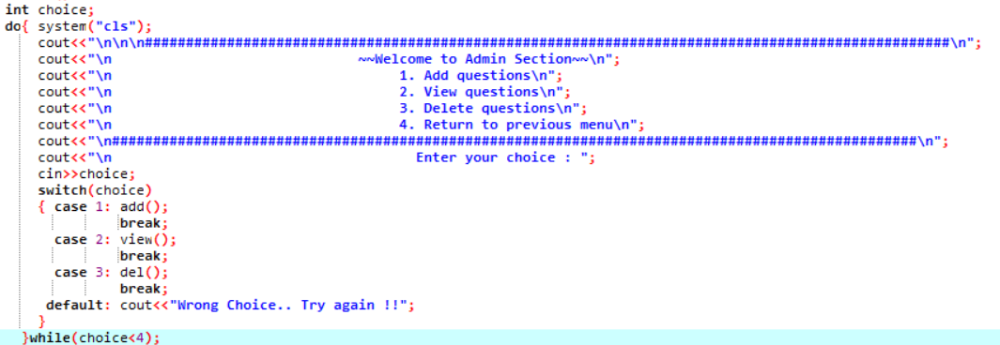 int choice;
do{ system("cls");
    cout<<"\n\n\n##################################################################################################\n";
    cout<<"\n                              ~~Welcome to Admin Section~~\n";
    cout<<"\n                                   1. Add questions\n";
    cout<<"\n                                   2. View questions\n";
    cout<<"\n                                   3. Delete questions\n";
    cout<<"\n                                   4. Return to previous menu\n";
    cout<<"\n##################################################################################################\n";
    cout<<"\n                                     Enter your choice : ";
    cin>>choice;
    switch(choice)
    { case 1: add();
              break;
      case 2: view();
              break;
      case 3: del();
              break;
     default: cout<<"Wrong Choice.. Try again !!";
    }
  }while(choice<4);